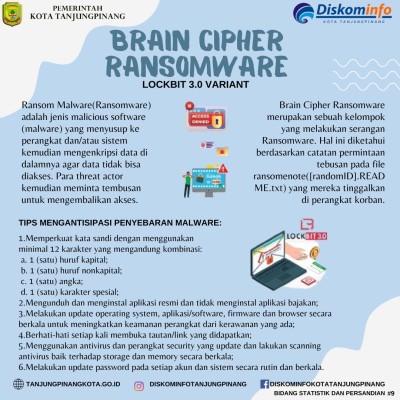 PEMERINTAH
KOTA TANJUNGPINANG
Diskominfo
KOTA TANJUNGPINANG
BRAIN CIPHER
RANSOMWARE
LOCKBIT 3.0 VARIANT
Ransom Malware(Ransomware)
adalah jenis malicious software
(malware) yang menyusup ke
perangkat dan/atau sistem
kemudian mengenkripsi data di
dalamnya agar data tidak bisa
diakses. Para threat actor
kemudian meminta tebusan
untuk mengembalikan akses.
ACCESS
DENIED
Brain Cipher Ransomware
merupakan sebuah kelompok
yang melakukan serangan
Ransomware. Hal ini diketahui
berdasarkan catatan permintaan
tebusan pada file
ransomenote([randomID].READ
ME.txt) yang mereka tinggalkan
di perangkat korban.
TIPS MENGANTISIPASI PENYEBARAN MALWARE:
LOCKBIT 3.0
1.Memperkuat kata sandi dengan menggunakan
minimal 12 karakter yang mengandung kombinasi:
a. 1 (satu) huruf kapital;
b. 1 (satu) huruf nonkapital;
c. 1 (satu) angka;
d. 1 (satu) karakter spesial;
2.Mengunduh dan menginstal aplikasi resmi dan tidak menginstal aplikasi bajakan;
3.Melakukan update operating system, aplikasi/software, firmware dan browser secara
berkala untuk meningkatkan keamanan perangkat dari kerawanan yang ada;
4.Berhati-hati setiap kali membuka tautan/link yang didapatkan;
5.Menggunakan antivirus dan perangkat security yang update dan lakukan scanning
antivirus baik terhadap storage dan memory secara berkala;
6.Melakukan update password pada setiap akun dan sistem secara rutin dan berkala.
TANJUNGPINANGKOTA.GO.ID
DISKOMINFOTANJUNGPINANG
DISKOMINFOKOTATANJUNGPINANG
BIDANG STATISTIK DAN PERSANDIAN #9